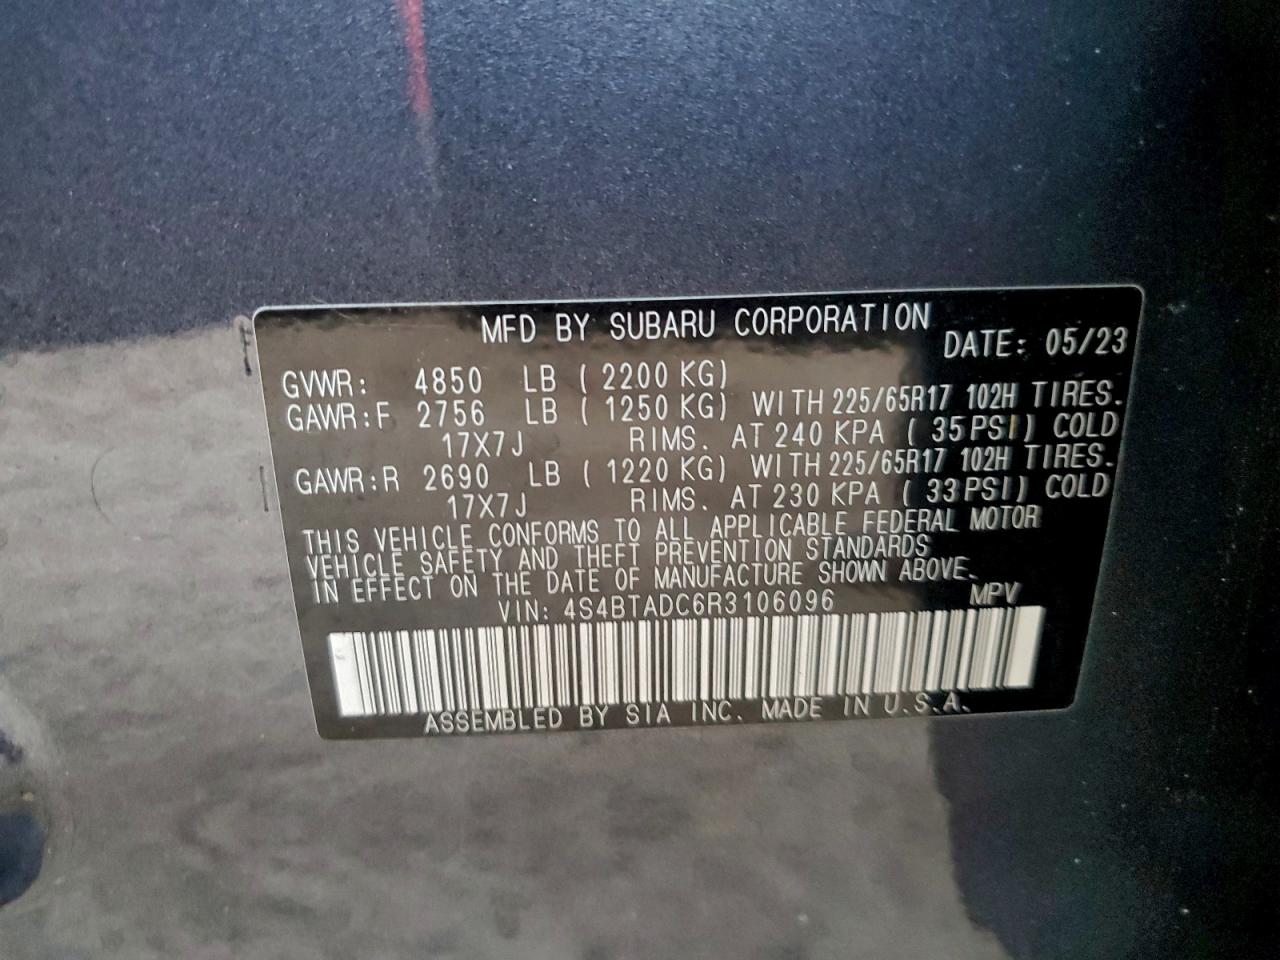 MFD BY SUBARU CORPORATION DATE: 05/23
GVWR: 4850 LB ( 2200 KG)
GAWR:F 2756 LB ( 1250 KG) WITH 225/65R17 102H TIRES.
17X7J RIMS. AT 240 KPA ( 35PSI) COLD
GAWR:R 2690 LB ( 1220 KG) WITH 225/65R17 102H TIRES.
17X7J RIMS. AT 230 KPA ( 33PSI) COLD
THIS VEHICLE CONFORMS TO ALL APPLICABLE FEDERAL MOTOR
VEHICLE SAFETY AND THEFT PREVENTION STANDARDS
IN EFFECT ON THE DATE OF MANUFACTURE SHOWN ABOVE.
VIN: 4S4BTADC6R3106096 MPV
ASSEMBLED BY SIA INC. MADE IN U.S.A.